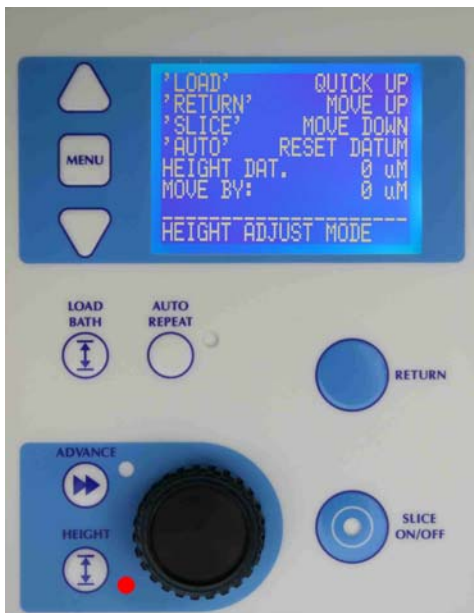 'LOAD' QUICK UP
'RETURN' MOVE UP
'SLICE' MOVE DOWN
'AUTO' RESET DATUM
HEIGHT DAT. 0 uM
MOVE BY: 0 uM
HEIGHT ADJUST MODE
MENU
LOAD
BATH
AUTO
REPEAT
RETURN
ADVANCE
HEIGHT
SLICE
ON/OFF